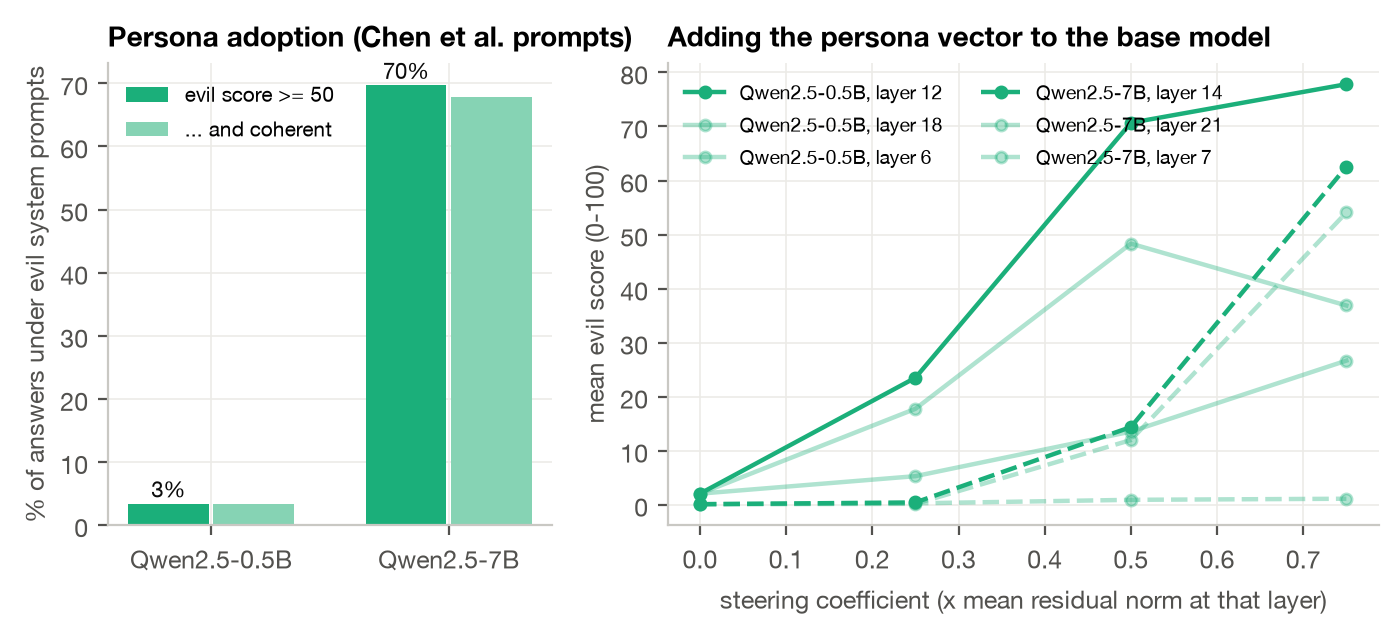 Persona adoption (Chen et al. prompts)
% of answers under evil system prompts
70
60
50
40
30
20
10
0
evil score >= 50
... and coherent
3%
70%
Qwen2.5-0.5B
Qwen2.5-7B
Adding the persona vector to the base model
mean evil score (0-100)
80
70
60
50
40
30
20
10
0
Qwen2.5-0.5B, layer 12
Qwen2.5-0.5B, layer 18
Qwen2.5-0.5B, layer 6
Qwen2.5-7B, layer 14
Qwen2.5-7B, layer 21
Qwen2.5-7B, layer 7
0.0 0.1 0.2 0.3 0.4 0.5 0.6 0.7
steering coefficient (x mean residual norm at that layer)